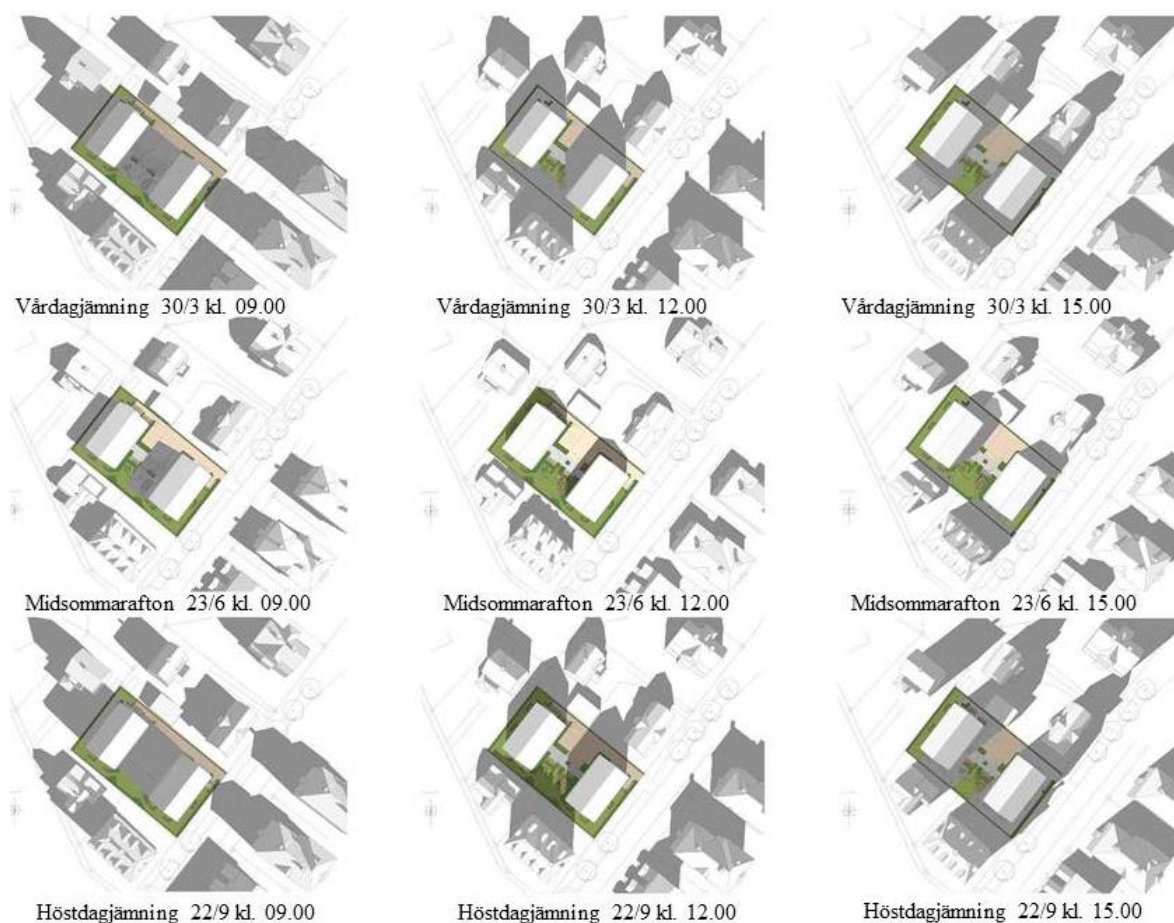 Vårdagjämning 30/3 kl. 09.00
Vårdagjämning 30/3 kl. 12.00
Vårdagjämning 30/3 kl. 15.00
Midsommarafton 23/6 kl. 09.00
Midsommarafton 23/6 kl. 12.00
Midsommarafton 23/6 kl. 15.00
Höstdagjämning 22/9 kl. 09.00
Höstdagjämning 22/9 kl. 12.00
Höstdagjämning 22/9 kl. 15.00